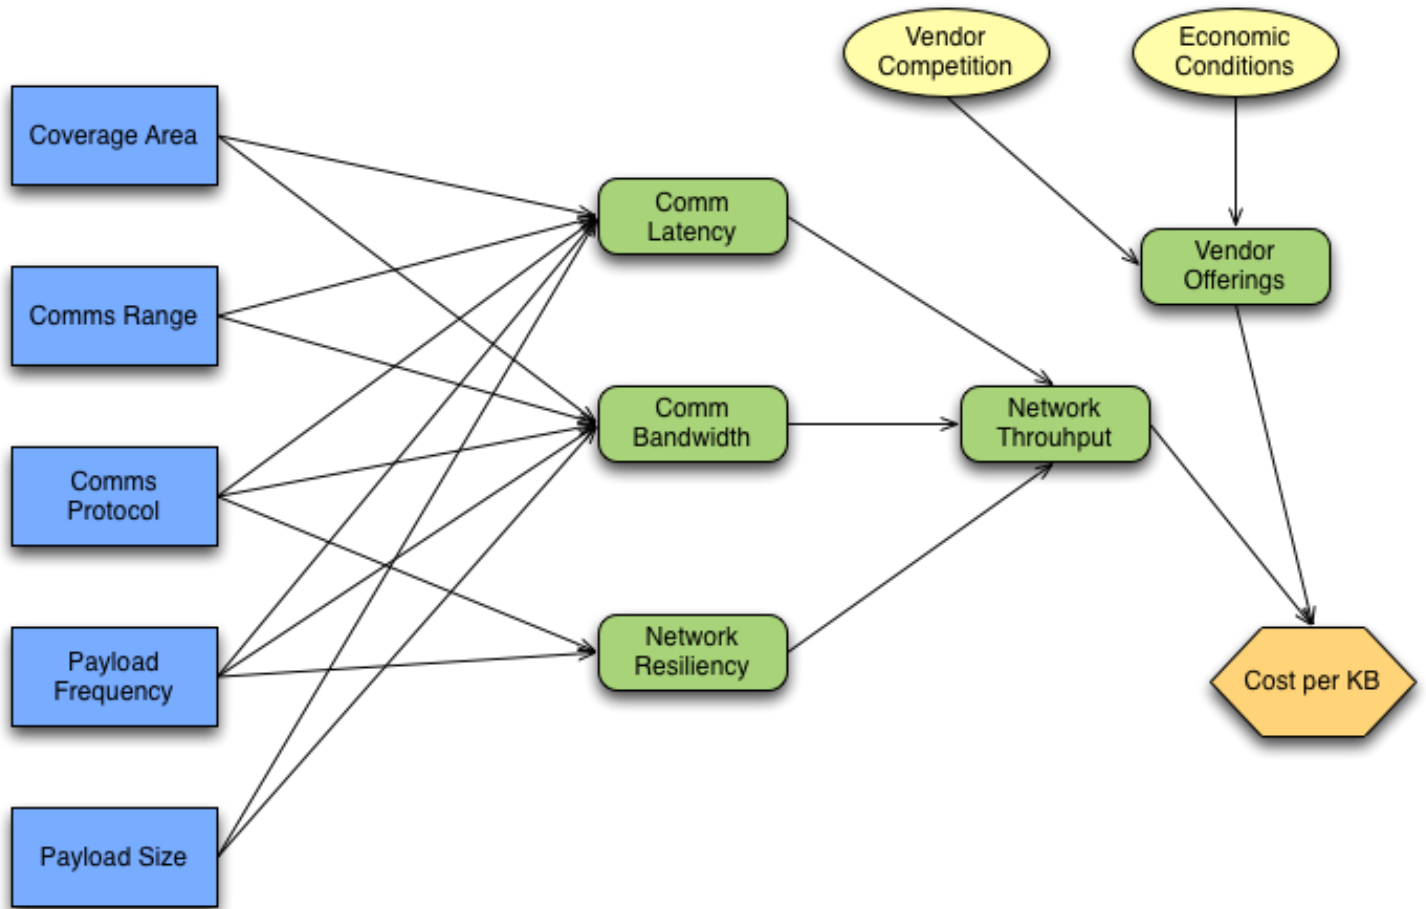 Vendor
Competition
Economic
Conditions
Coverage Area
Comm
Latency
Vendor
Offerings
Comms Range
Comm
Bandwidth
Network
Throuhput
Comms
Protocol
Network
Resiliency
Payload
Frequency
Cost per KB
Payload Size